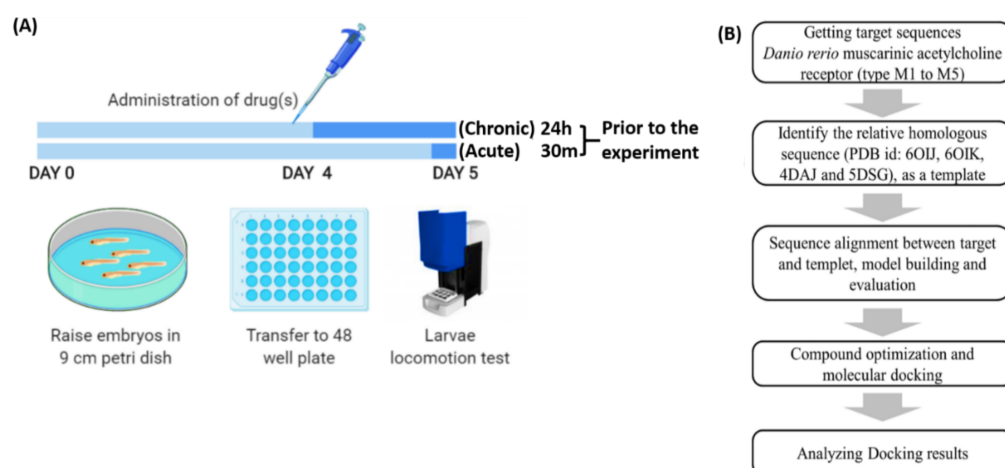 (A)
Administration of drug(s)
(Chronic) 24h
(Acute) 30m
Prior to the
experiment
DAY 0
DAY 4
DAY 5
Raise embryos in
9 cm petri dish
Transfer to 48
well plate
Larvae
locomotion test
(B)
Getting target sequences
Danio rerio muscarinic acetylcholine
receptor (type M1 to M5)
Identify the relative homologous
sequence (PDB id: 6OIJ, 6OIK,
4DAJ and 5DSG), as a template
Sequence alignment between target
and templet, model building and
evaluation
Compound optimization and
molecular docking
Analyzing Docking results